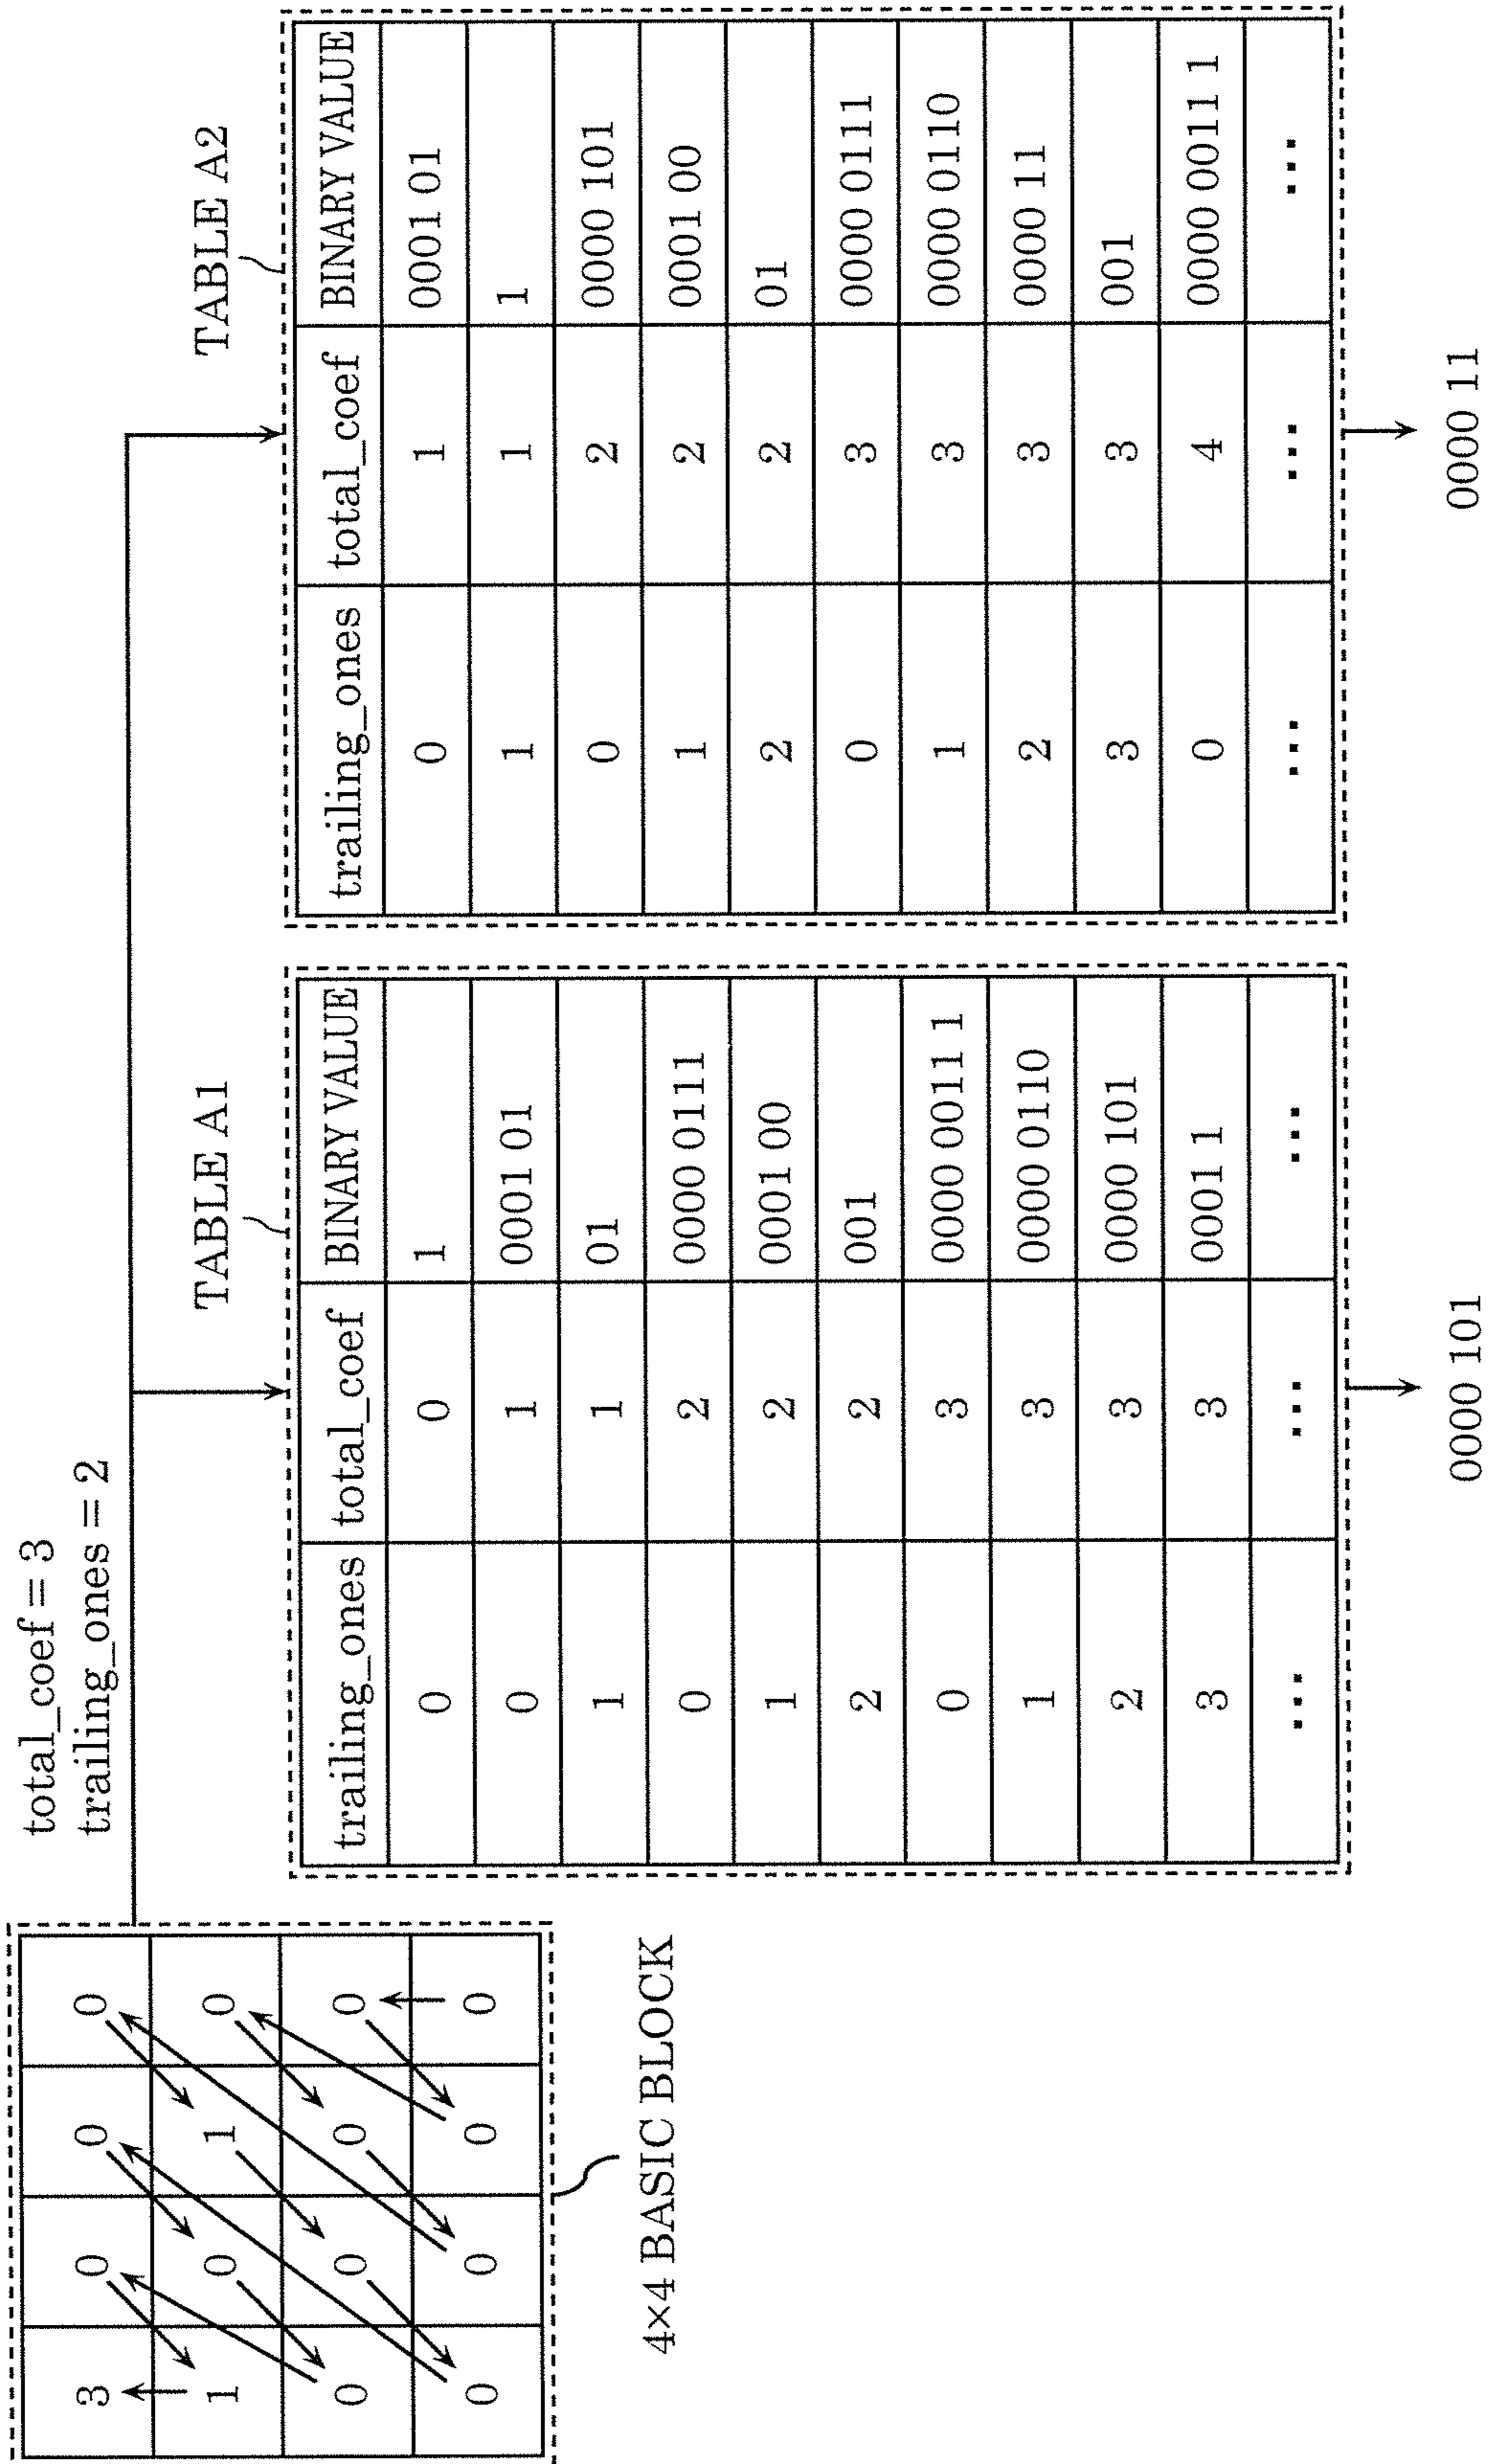 total_coef = 3
trailing_ones = 2
3 0 0 0
1 0 1 0
0 0 0 0
0 0 0 0
4×4 BASIC BLOCK
TABLE A1
trailing_ones total_coef BINARY VALUE
0 0 1
0 1 0001 01
1 1 01
0 2 0000 0111
1 2 0001 00
2 2 001
0 3 0000 0011 1
1 3 0000 0110
2 3 0000 101
3 3 0001 1
... ... ...
0000 101
TABLE A2
trailing_ones total_coef BINARY VALUE
0 1 0001 01
1 1 1
0 2 0000 101
1 2 0001 00
2 2 01
0 3 0000 0111
1 3 0000 0110
2 3 0000 11
3 3 001
0 4 0000 0011 1
... ... ...
0000 11